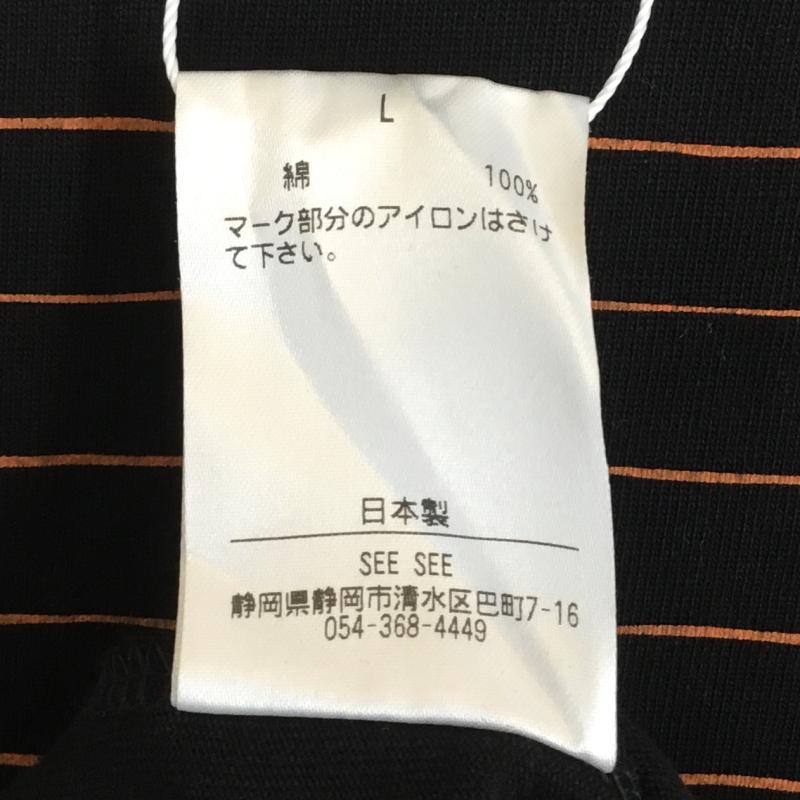 L
綿 100%
マーク部分のアイロンはさけ
て下さい。
日本製
SEE SEE
静岡県静岡市清水区巴町7-16
054-368-4449